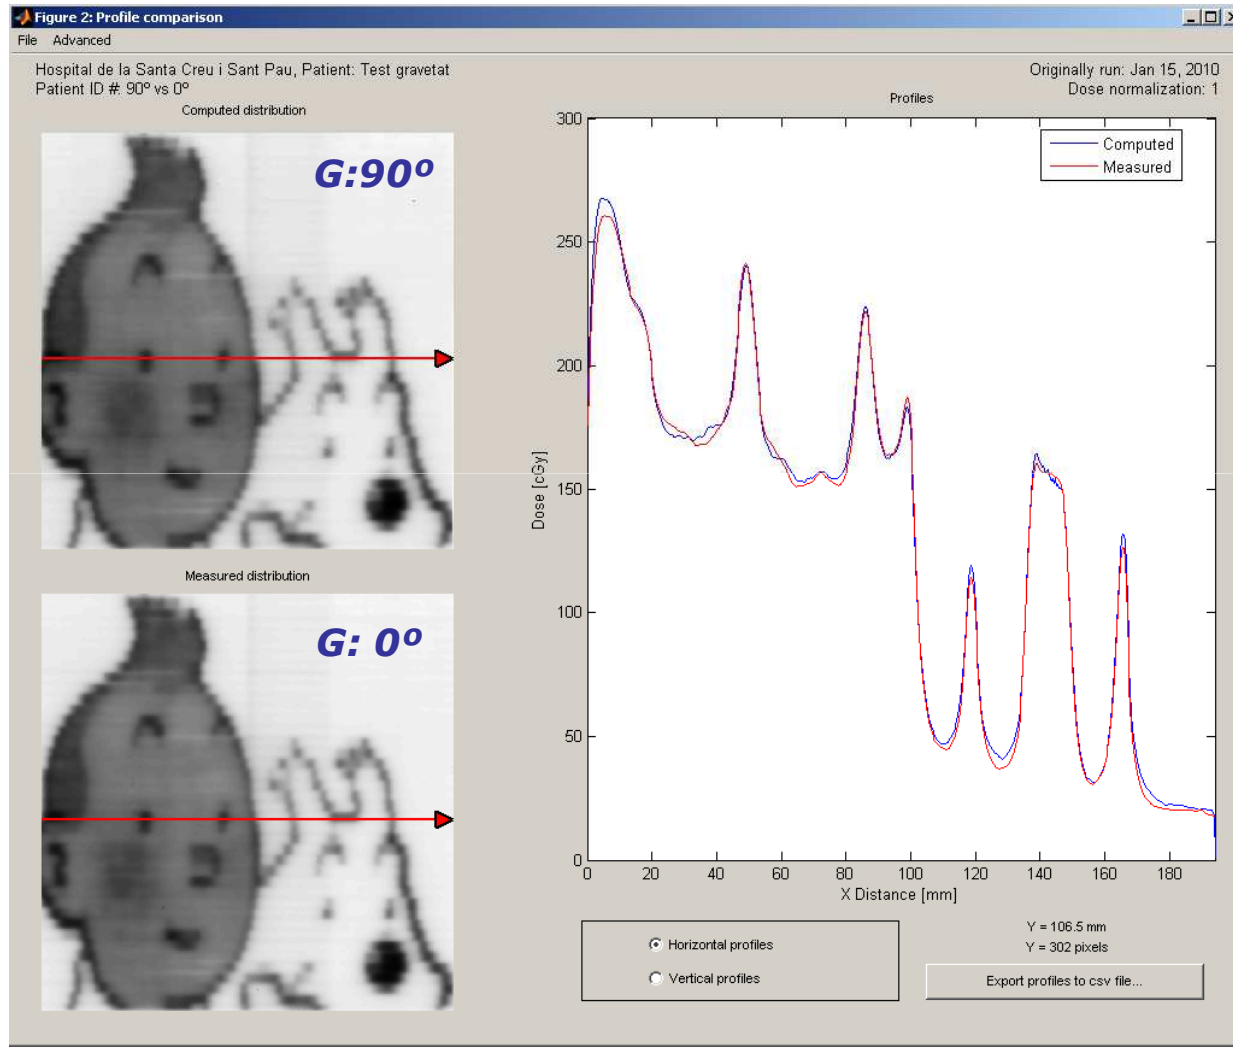 Figure 2: Profile comparison
File Advanced
Hospital de la Santa Creu i Sant Pau, Patient: Test gravetat
Patient ID #: 90º vs 0º
Originally run: Jan 15, 2010
Dose normalization: 1
Computed distribution
G:90º
Measured distribution
G: 0º
Profiles
Computed
Measured
300
250
200
150
100
50
0
Dose [cGy]
0 20 40 60 80 100 120 140 160 180
X Distance [mm]
Horizontal profiles
Vertical profiles
Y = 106.5 mm
Y = 302 pixels
Export profiles to csv file...